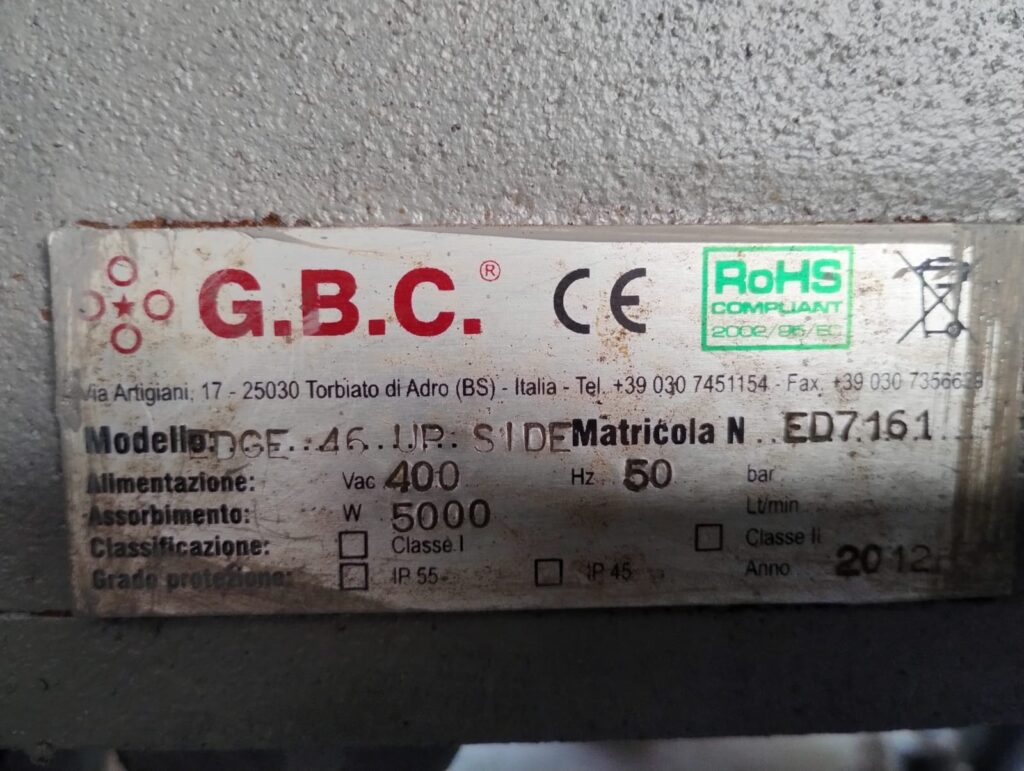 G.B.C.® CE RoHS
COMPLIANT
2002/95/EC
Via Artigiani, 17 - 25030 Torbiato di Adro (BS) - Italia - Tel. +39 030 7451154 - Fax. +39 030
Modello: EDGE 46 UP SIDE Matricola N ED7161
Alimentazione: Vac 400 Hz 50 bar
Assorbimento: W 5000 Lt/min
Classificazione: Classe I Classe II
Grado protezione: IP 55 IP 45 Anno 2012